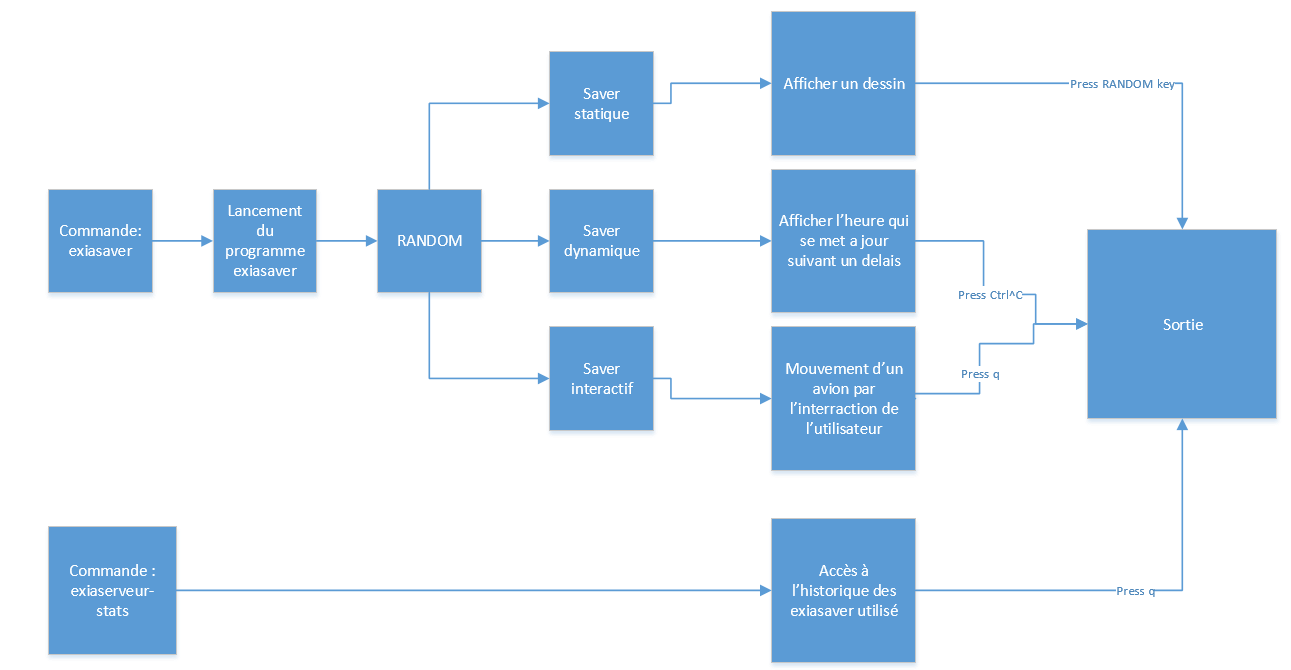 Saver
statique
Afficher un dessin
Press RANDOM key
Commande:
exiasaver
Lancement
du
programme
exiasaver
RANDOM
Saver
dynamique
Afficher l'heure qui
se met a jour
suivant un delais
Press Ctrl^C
Sortie
Saver
interactif
Mouvement d'un
avion par
l'interraction de
l'utilisateur
Press q
Commande :
exiaserveur-
stats
Accès à
l'historique des
exiasaver utilisé
Press q